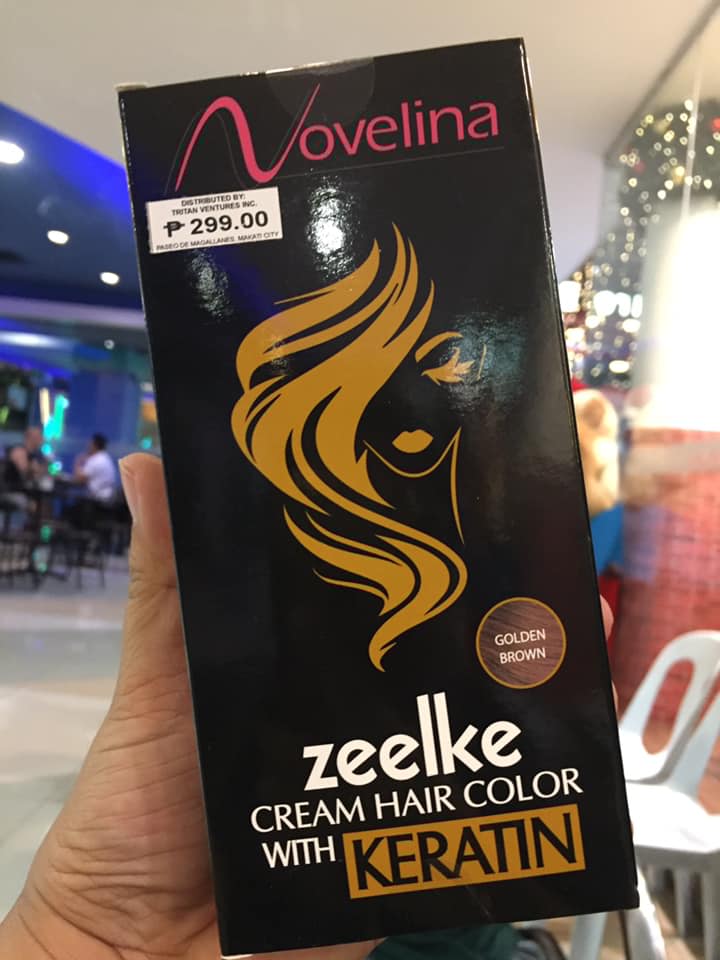 Novelina
DISTRIBUTED BY:
TRITAN VENTURES INC.
₱ 299.00
PASEO DE MAGALLANES. MAKATI CITY
GOLDEN
BROWN
zeelke
CREAM HAIR COLOR
WITH KERATIN